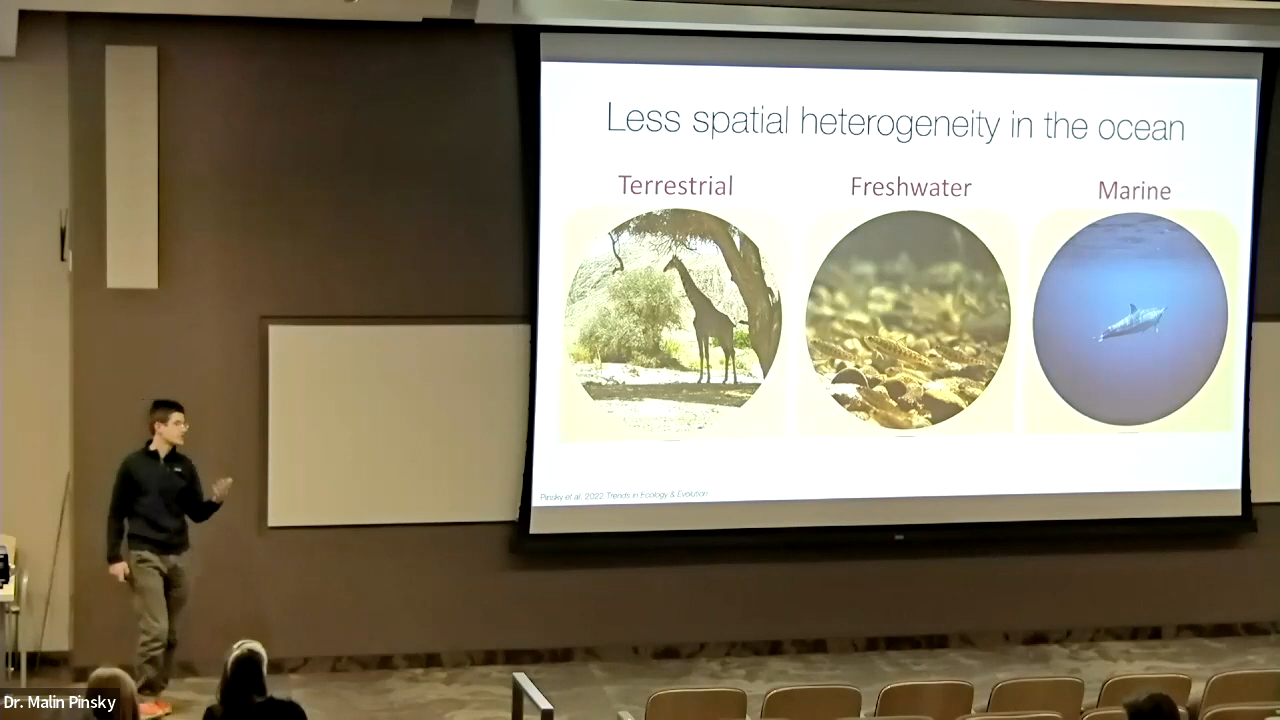 Less spatial heterogeneity in the ocean
Terrestrial
Freshwater
Marine
Pinsky et al. 2022 Trends in Ecology & Evolution
Dr. Malin Pinsky